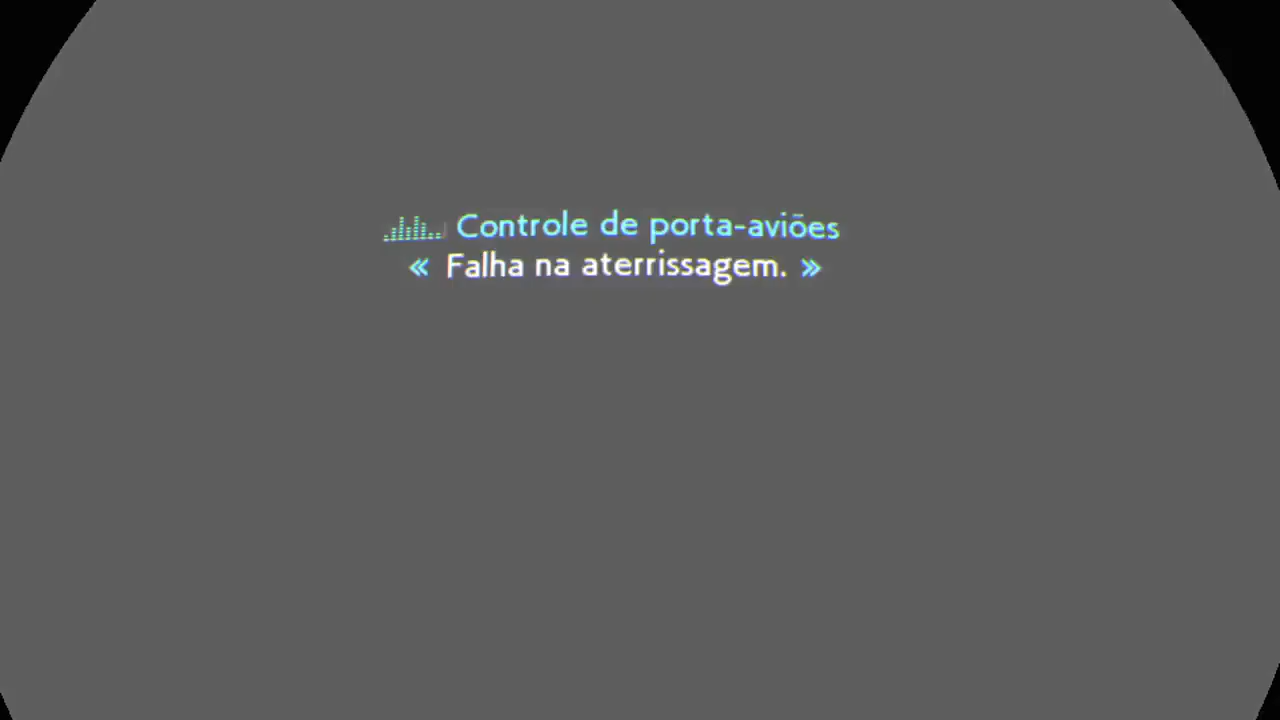 Controle de porta-aviões
« Falha na aterrissagem. »